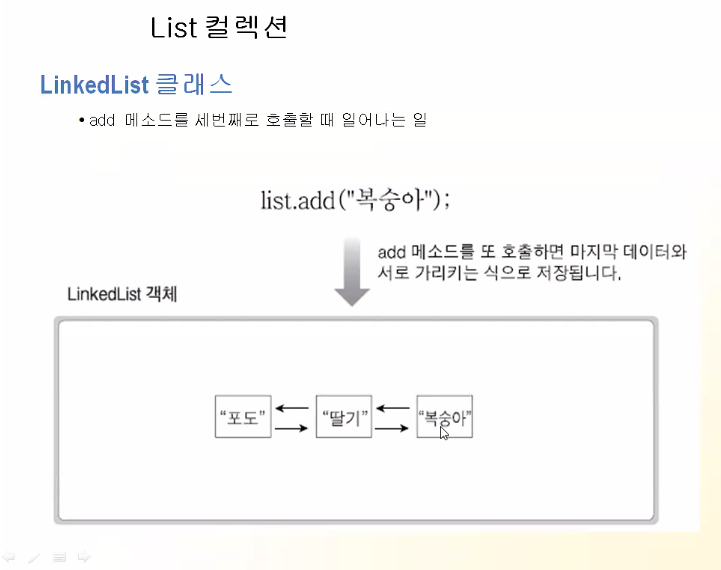 List 컬렉션
LinkedList 클래스
• add 메소드를 세번째로 호출할 때 일어나는 일
list.add("복숭아");
add 메소드를 또 호출하면 마지막 데이터와
서로 가리키는 식으로 저장됩니다.
LinkedList 객체
“포도” “딸기” “복숭아”